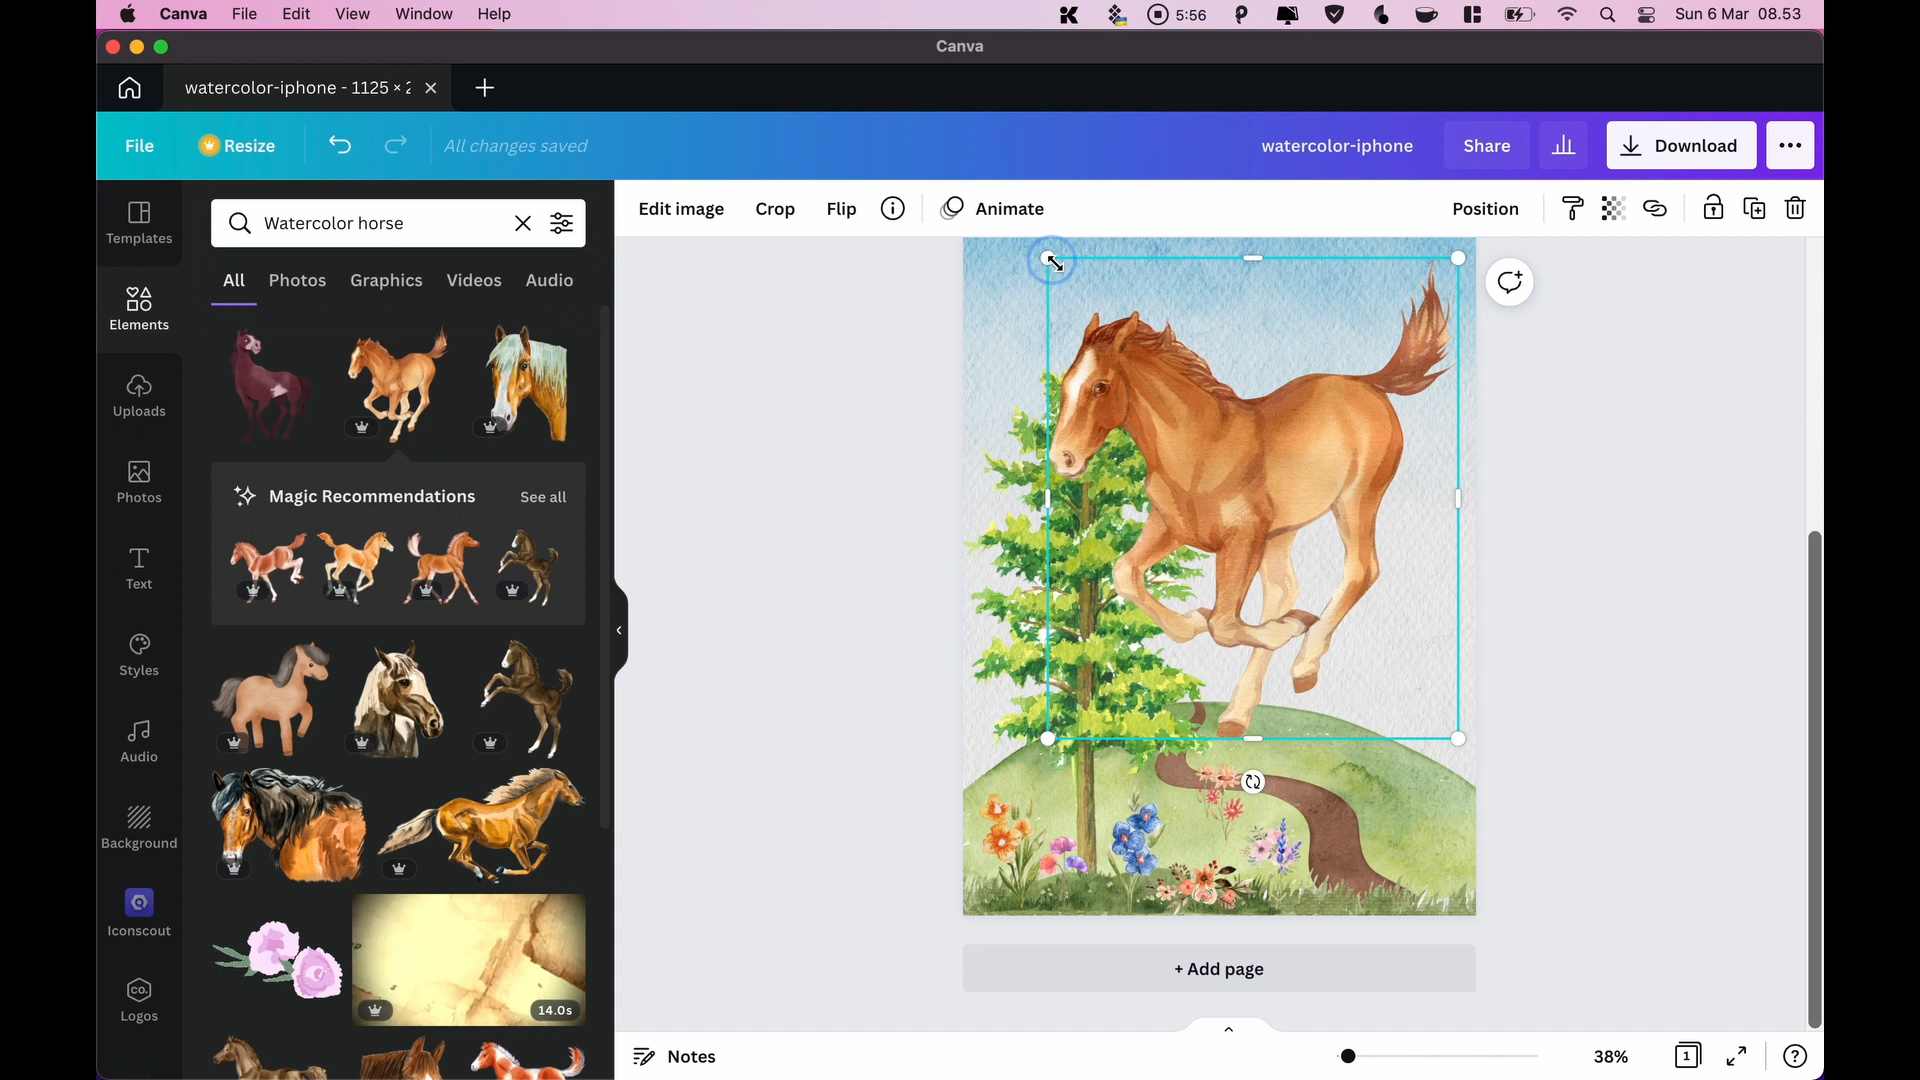 Canva File Edit View Window Help 5:56 Sun 6 Mar 08.53
Canva
watercolor-iphone - 1125 ×
File Resize All changes saved watercolor-iphone Share Download
Templates
Elements
Uploads
Photos
Text
Styles
Audio
Background
Iconscout
co.
Logos
Watercolor horse
All Photos Graphics Videos Audio
Magic Recommendations See all
14.0s
Edit image Crop Flip Animate Position
+ Add page
Notes 38% 1